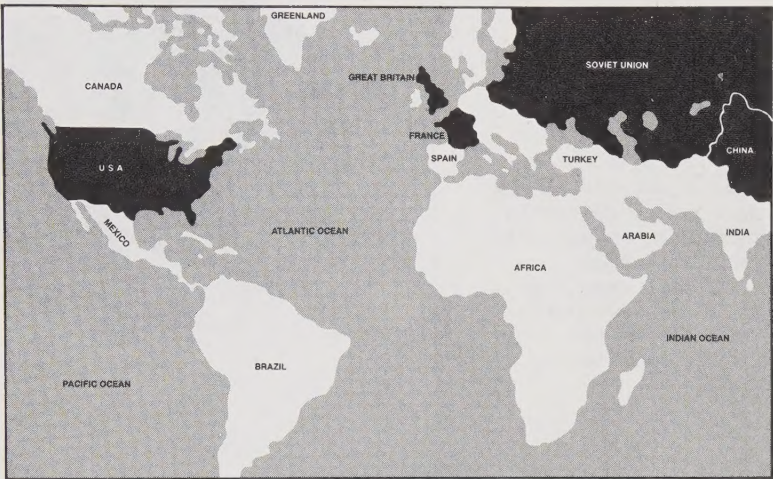 GREENLAND
CANADA
GREAT BRITAIN
SOVIET UNION
FRANCE
CHINA
U S A
SPAIN
TURKEY
MEXICO
ATLANTIC OCEAN
ARABIA
INDIA
AFRICA
INDIAN OCEAN
BRAZIL
PACIFIC OCEAN